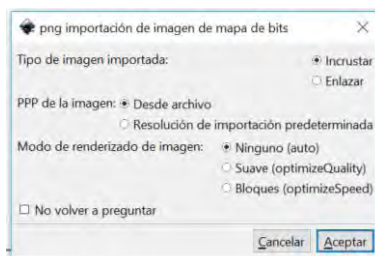 png importación de imagen de mapa de bits
Tipo de imagen importada: Incrustar
Enlazar
PPP de la imagen: Desde archivo
Resolución de importación predeterminada
Modo de renderizado de imagen: Ninguno (auto)
Suave (optimizeQuality)
Bloques (optimizeSpeed)
No volver a preguntar
Cancelar Aceptar